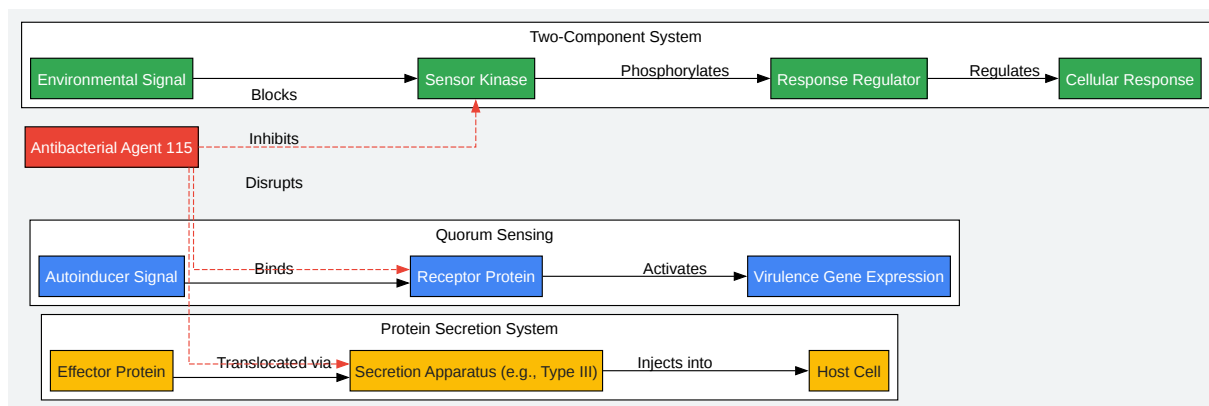 Two-Component System
Environmental Signal
Sensor Kinase
Phosphorylates
Response Regulator
Regulates
Cellular Response
Blocks
Antibacterial Agent 115
Inhibits
Disrupts
Quorum Sensing
Autoinducer Signal
Binds
Receptor Protein
Activates
Virulence Gene Expression
Protein Secretion System
Effector Protein
Translocated via
Secretion Apparatus (e.g., Type III)
Injects into
Host Cell